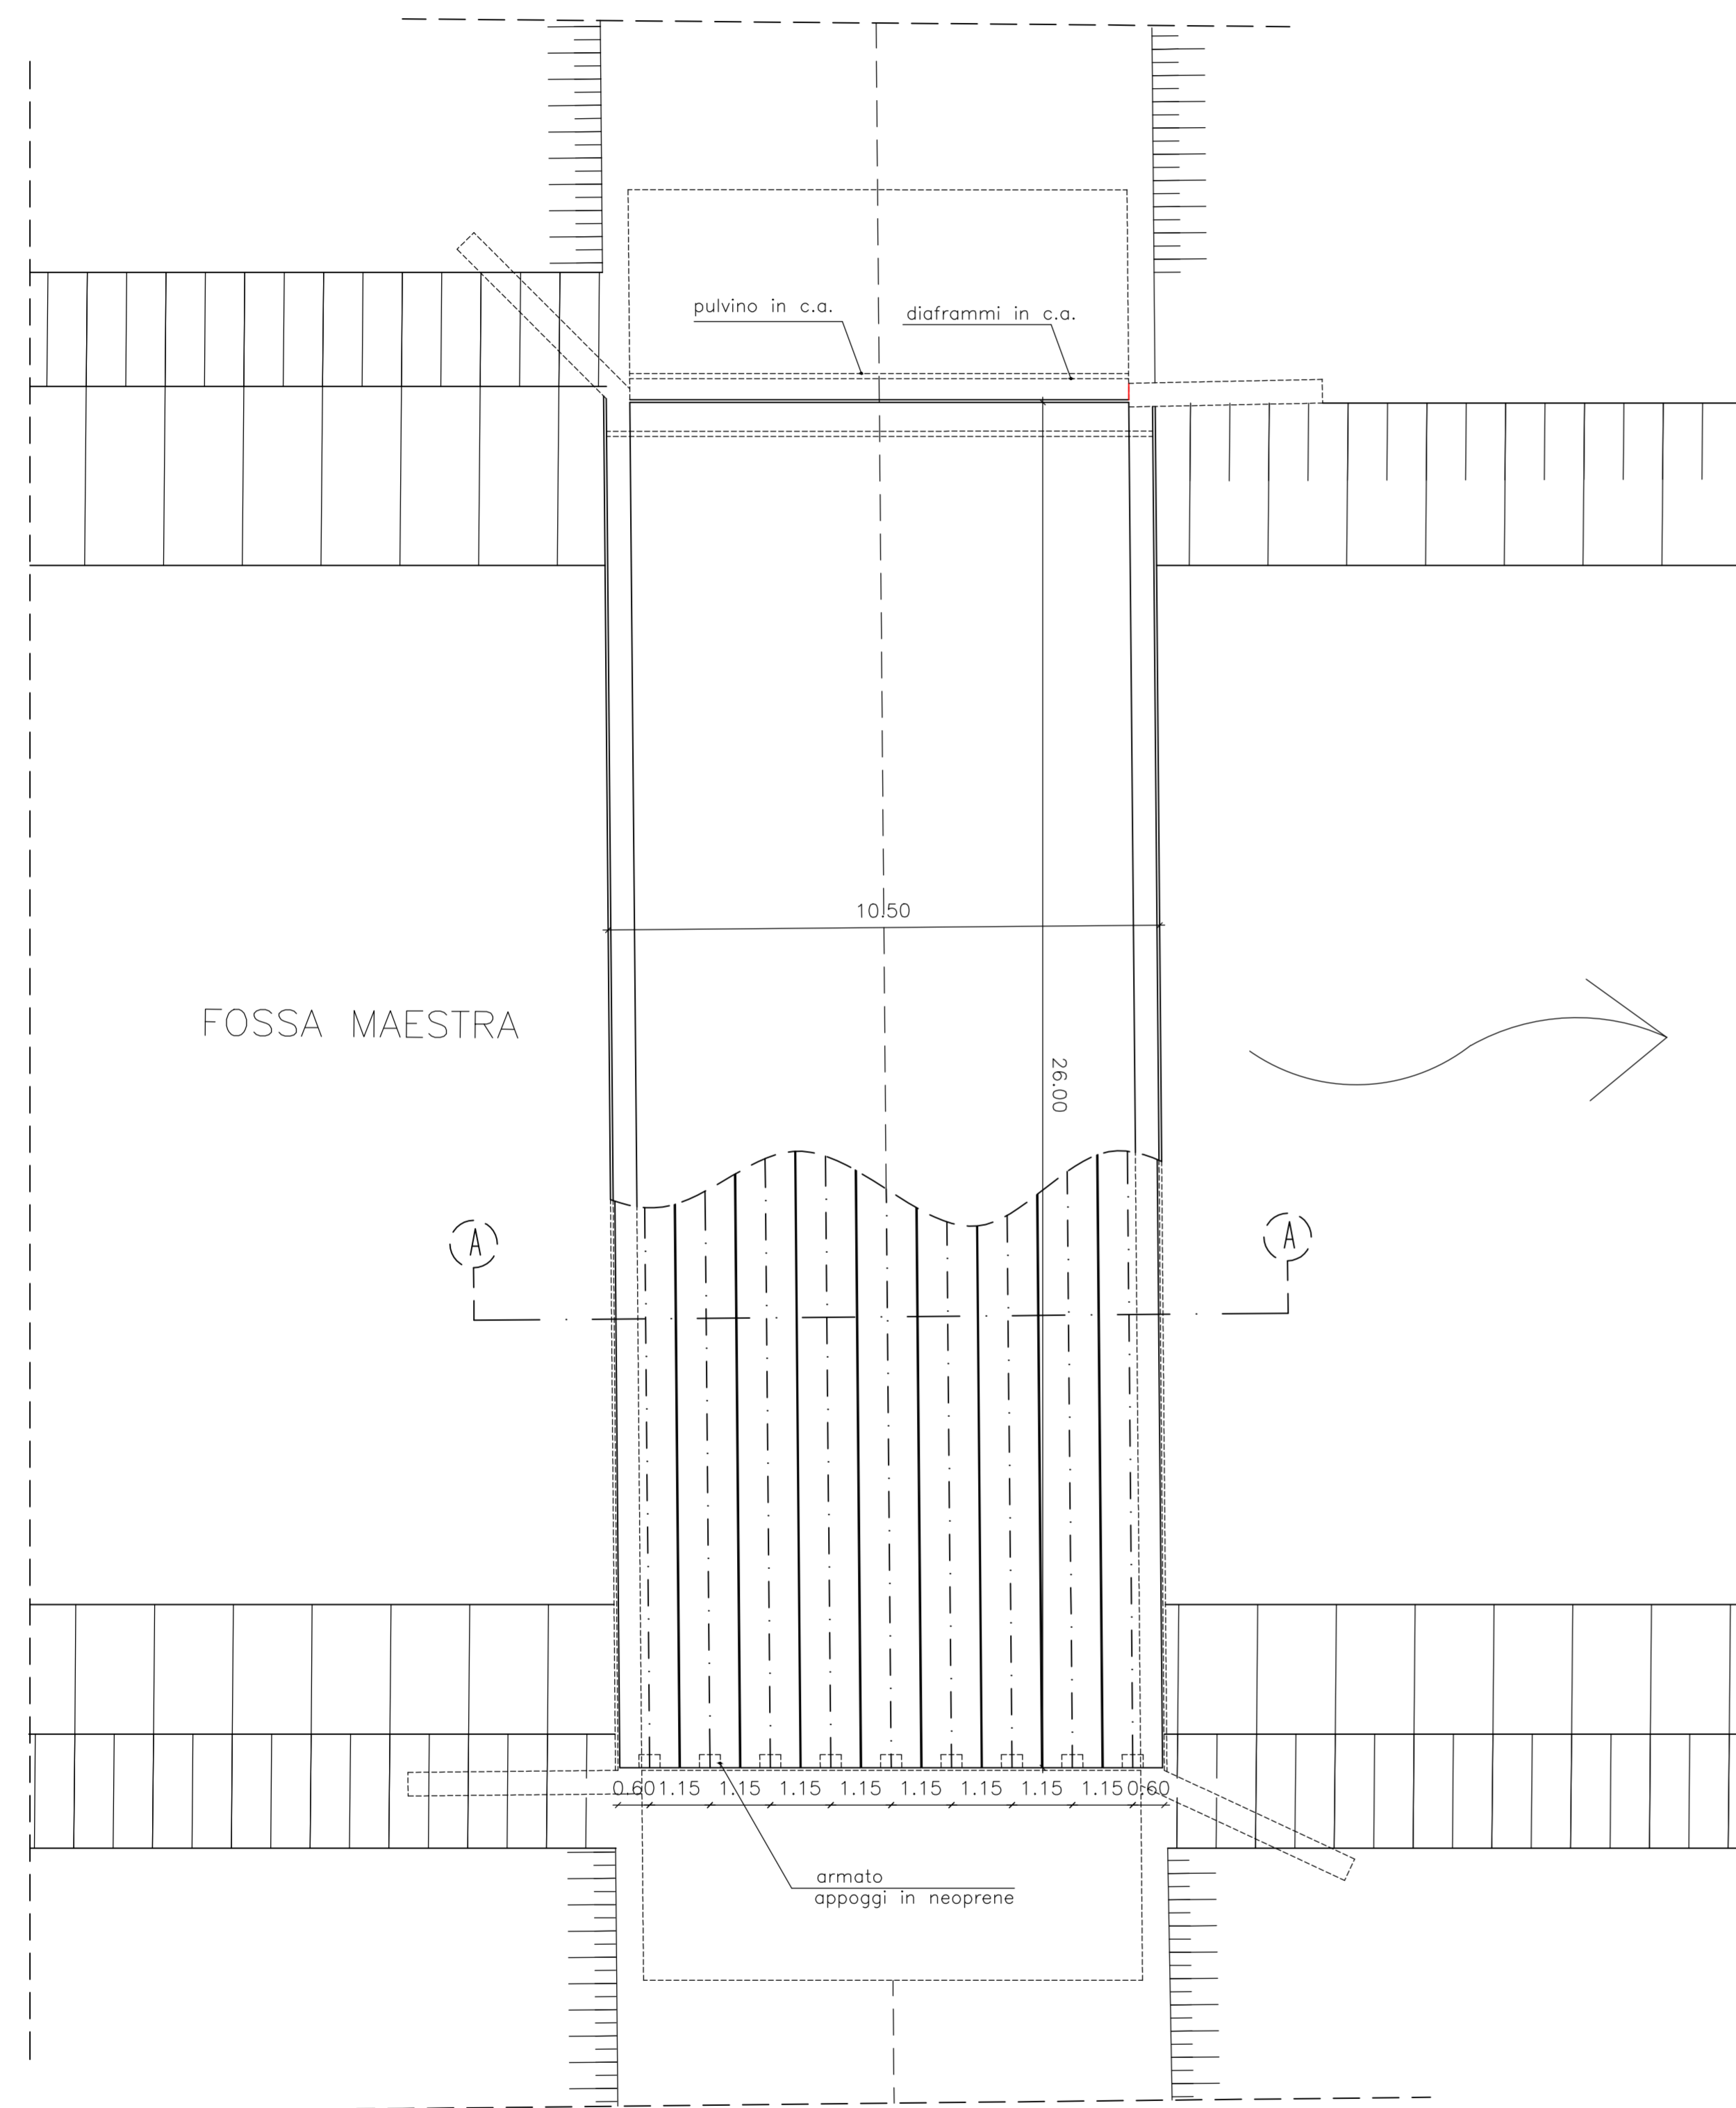 pulvino in c.a.
diaframmi in c.a.
10.50
FOSSA MAESTRA
26.00
A
A
0.60 1.15 1.15 1.15 1.15 1.15 1.15 1.15 1.15 0.60
armato
appoggi in neoprene